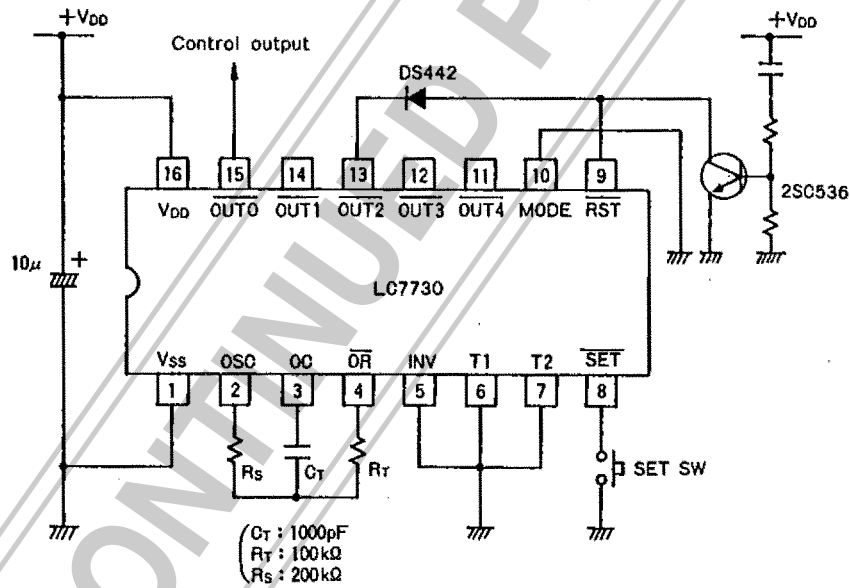 +VDD
+VDD
Control output
DS442
16 15 14 13 12 11 10 9
VDD OUT0 OUT1 OUT2 OUT3 OUT4 MODE RST
2SC536
10μ +
LC7730
VSS OSC OC OR INV T1 T2 SET
1 2 3 4 5 6 7 8
RS CT RT
SET SW
CT : 1000pF
RT : 100kΩ
RS : 200kΩ